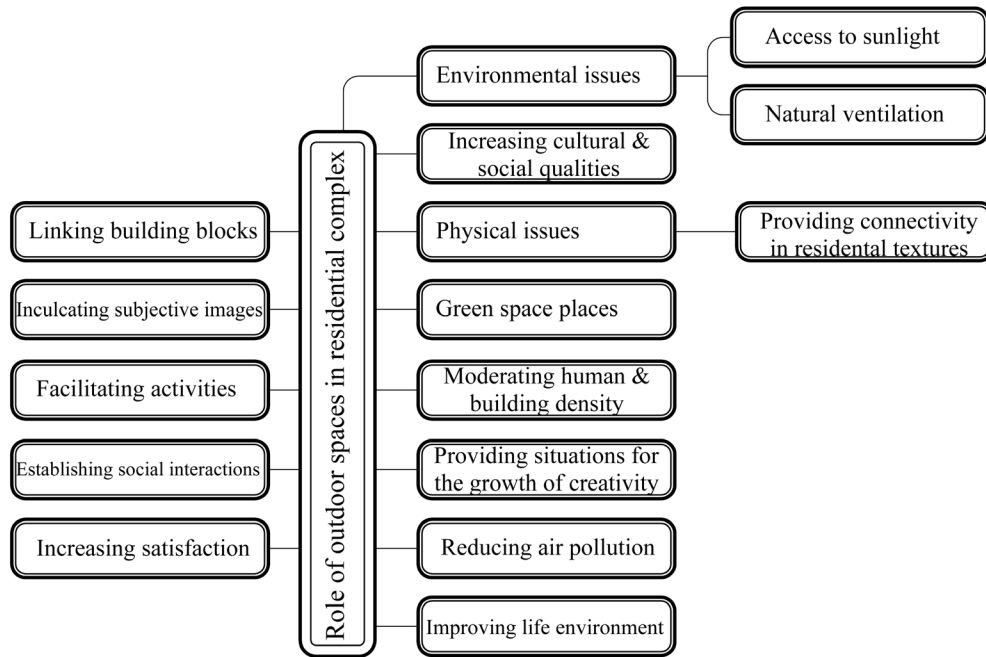 Access to sunlight
Environmental issues
Natural ventilation
Increasing cultural &
social qualities
Role of outdoor spaces in residential complex
Linking building blocks
Physical issues
Providing connectivity
in residental textures
Inculcating subjective images
Green space places
Facilitating activities
Moderating human &
building density
Establishing social interactions
Providing situations for
the growth of creativity
Increasing satisfaction
Reducing air pollution
Improving life environment